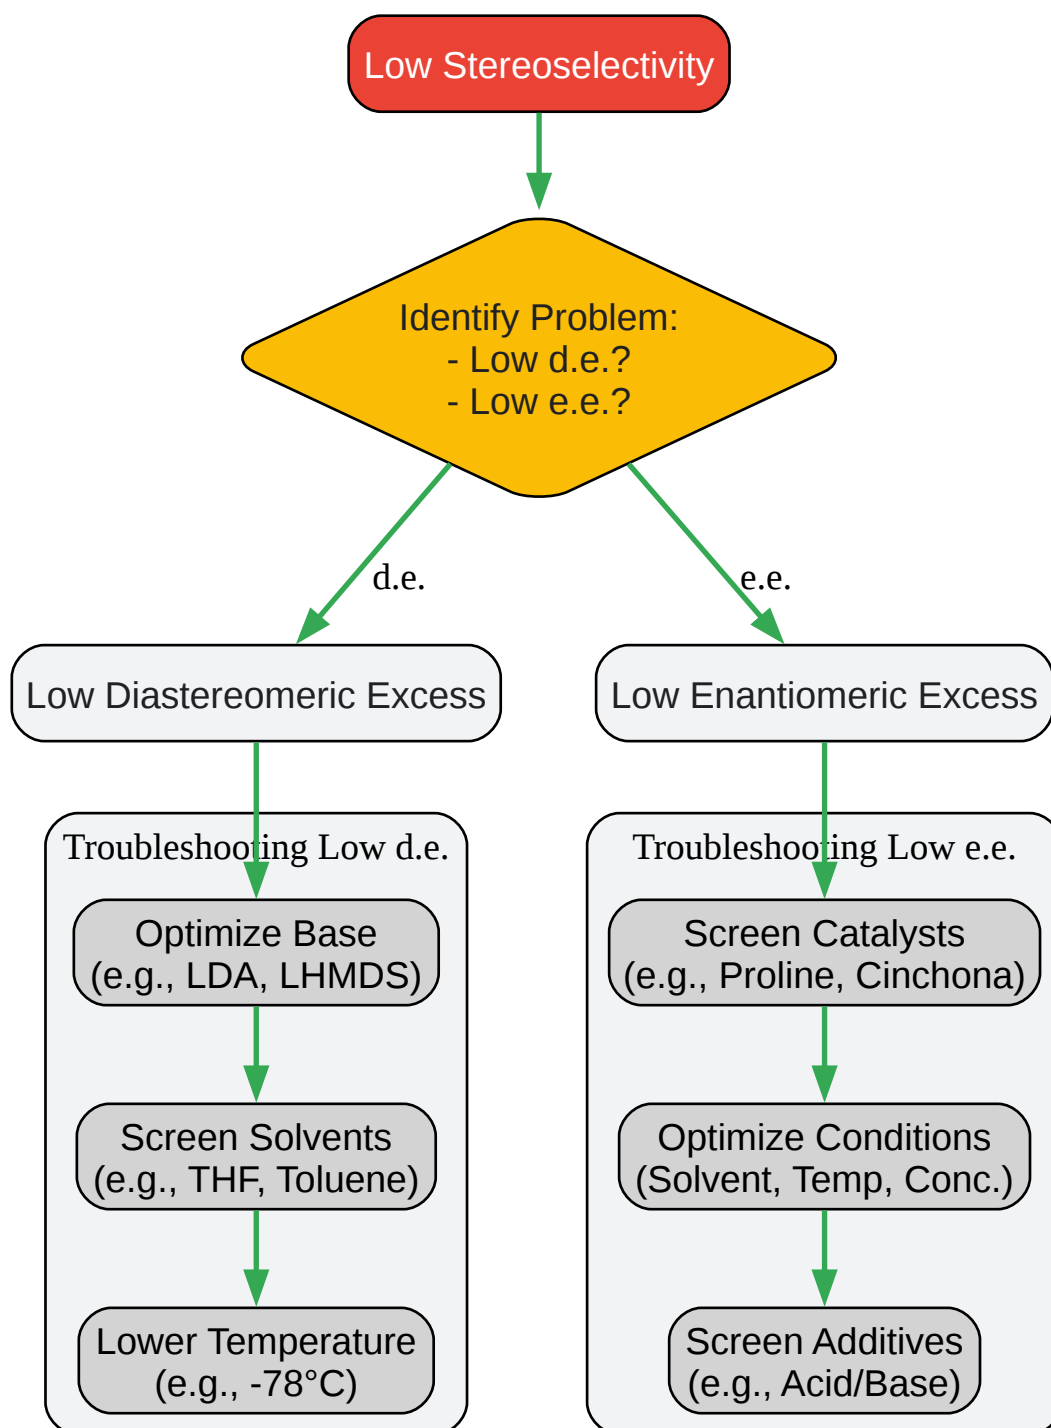 Low Stereoselectivity
Identify Problem:
- Low d.e.?
- Low e.e.?
d.e.
e.e.
Low Diastereomeric Excess
Low Enantiomeric Excess
Troubleshooting Low d.e.
Optimize Base
(e.g., LDA, LHMDS)
Screen Solvents
(e.g., THF, Toluene)
Lower Temperature
(e.g., -78°C)
Troubleshooting Low e.e.
Screen Catalysts
(e.g., Proline, Cinchona)
Optimize Conditions
(Solvent, Temp, Conc.)
Screen Additives
(e.g., Acid/Base)